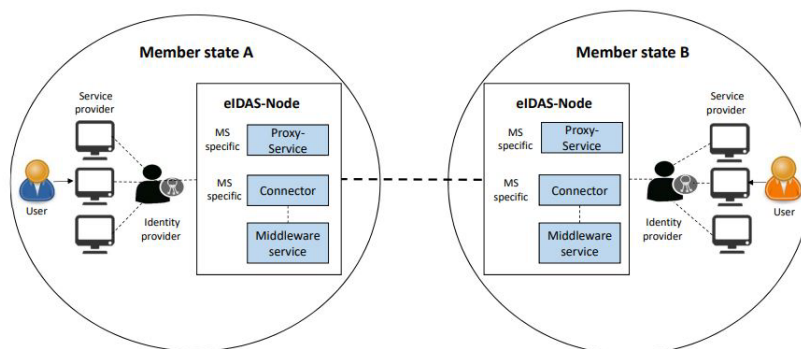 Member state A
Service
provider
eIDAS-Node
MS
specific
Proxy-
Service
MS
specific
Connector
User
Identity
provider
Middleware
service
Member state B
eIDAS-Node
Service
provider
MS
specific
Proxy-
Service
MS
specific
Connector
Identity
provider
User
Middleware
service